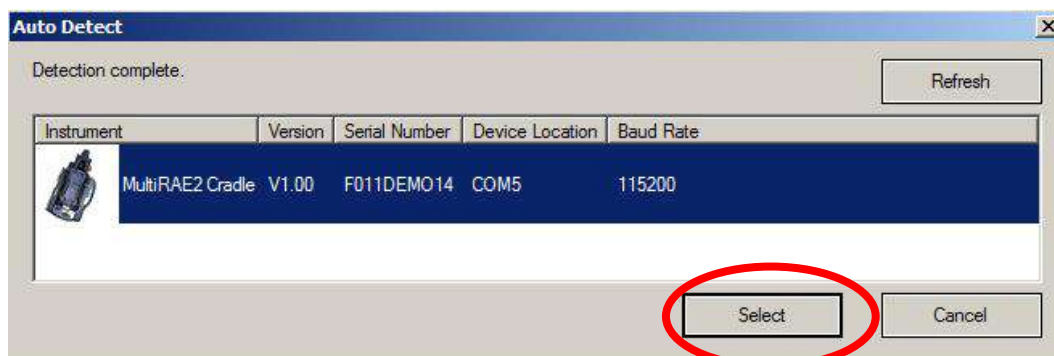 Auto Detect
Detection complete.
Refresh
Instrument Version Serial Number Device Location Baud Rate
MultiRAE2 Cradle V1.00 F011DEMO14 COM5 115200
Select Cancel